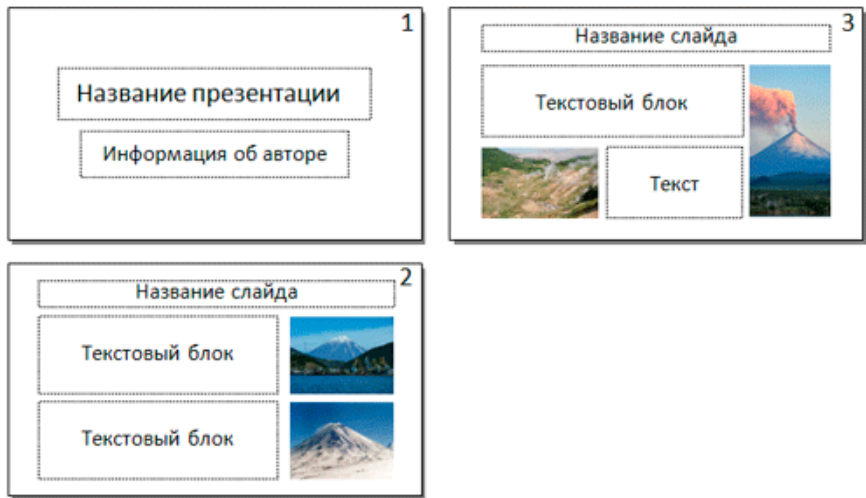 1
Название презентации
Информация об авторе
2
Название слайда
Текстовый блок
Текстовый блок
3
Название слайда
Текстовый блок
Текст